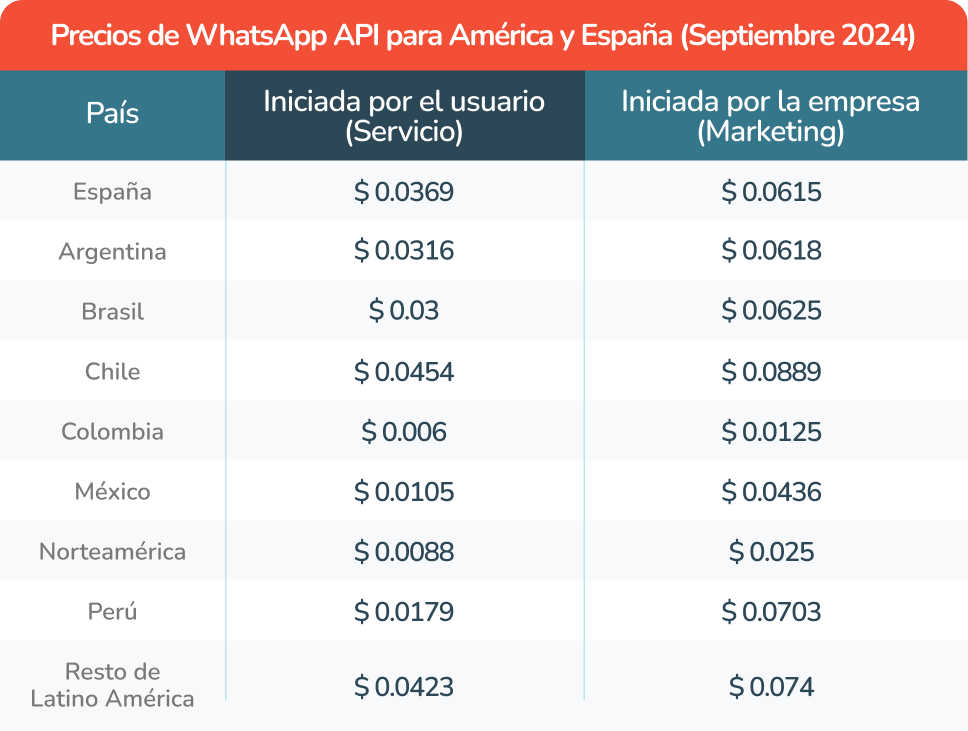 Precios de WhatsApp API para América y España (Septiembre 2024)
País
Iniciada por el usuario
(Servicio)
Iniciada por la empresa
(Marketing)
España $ 0.0369 $ 0.0615
Argentina $ 0.0316 $ 0.0618
Brasil $ 0.03 $ 0.0625
Chile $ 0.0454 $ 0.0889
Colombia $ 0.006 $ 0.0125
México $ 0.0105 $ 0.0436
Norteamérica $ 0.0088 $ 0.025
Perú $ 0.0179 $ 0.0703
Resto de
Latino América $ 0.0423 $ 0.074